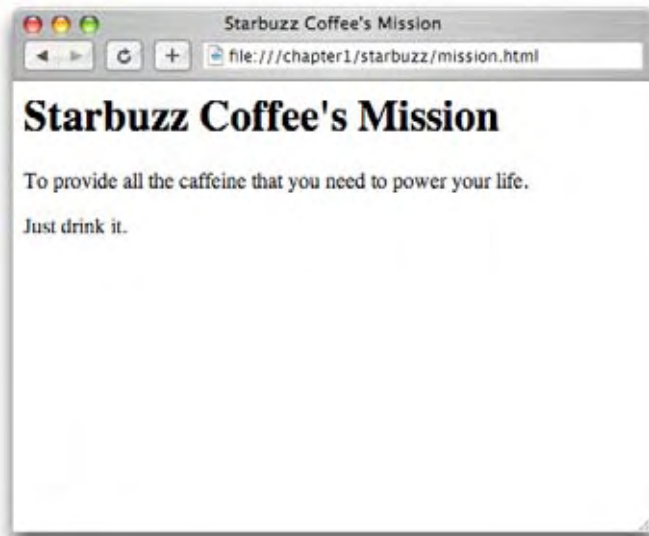 Starbuzz Coffee's Mission
file:///chapter1/starbuzz/mission.html
Starbuzz Coffee's Mission
To provide all the caffeine that you need to power your life.
Just drink it.